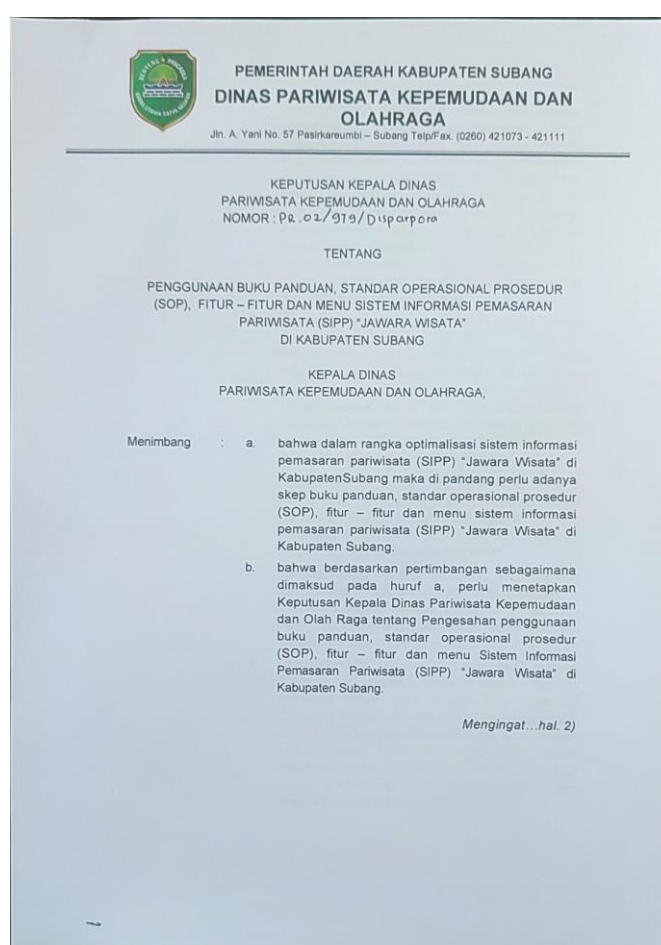 PEMERINTAH DAERAH KABUPATEN SUBANG
DINAS PARIWISATA KEPEMUDAAN DAN
OLAHRAGA
Jln. A. Yani No. 57 Pasirkareumbi – Subang Telp/Fax. (0260) 421073 - 421111
KEPUTUSAN KEPALA DINAS
PARIWISATA KEPEMUDAAN DAN OLAHRAGA
NOMOR : PR.02/979/Disparpora
TENTANG
PENGGUNAAN BUKU PANDUAN, STANDAR OPERASIONAL PROSEDUR
(SOP), FITUR – FITUR DAN MENU SISTEM INFORMASI PEMASARAN
PARIWISATA (SIPP) "JAWARA WISATA"
DI KABUPATEN SUBANG
KEPALA DINAS
PARIWISATA KEPEMUDAAN DAN OLAHRAGA,
Menimbang : a. bahwa dalam rangka optimalisasi sistem informasi
pemasaran pariwisata (SIPP) "Jawara Wisata" di
KabupatenSubang maka di pandang perlu adanya
skep buku panduan, standar operasional prosedur
(SOP), fitur – fitur dan menu sistem informasi
pemasaran pariwisata (SIPP) "Jawara Wisata" di
Kabupaten Subang.
b. bahwa berdasarkan pertimbangan sebagaimana
dimaksud pada huruf a, perlu menetapkan
Keputusan Kepala Dinas Pariwisata Kepemudaan
dan Olah Raga tentang Pengesahan penggunaan
buku panduan, standar operasional prosedur
(SOP), fitur – fitur dan menu Sistem Informasi
Pemasaran Pariwisata (SIPP) "Jawara Wisata" di
Kabupaten Subang.
Mengingat...hal. 2)